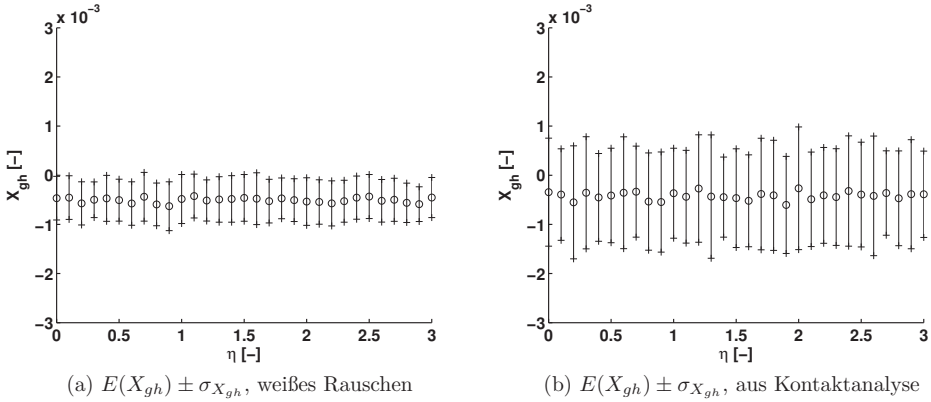 x 10⁻³
3
2
1
0
−1
−2
−3
X_gh [−]
0 0.5 1 1.5 2 2.5 3
η [−]
(a) E(X_gh) ± σ_X_gh, weißes Rauschen
x 10⁻³
3
2
1
0
−1
−2
−3
X_gh [−]
0 0.5 1 1.5 2 2.5 3
η [−]
(b) E(X_gh) ± σ_X_gh, aus Kontaktanalyse